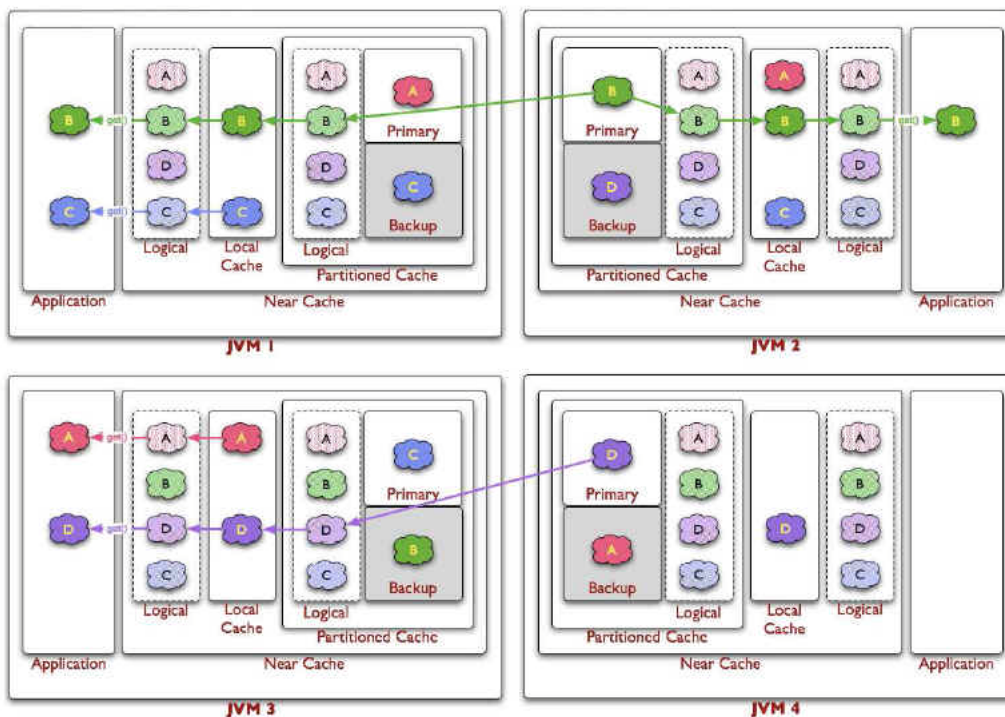 A A A A A
A
B get() B B B B B B B get() B
Primary Primary
D D D D
C get() C C C C D C C C
Backup Backup
Logical Local Cache Logical Logical Local Cache Logical
Partitioned Cache Partitioned Cache
Application Near Cache Near Cache Application
JVM 1 JVM 2
A get() A A A A A
C D
B B Primary Primary B B
D get() D D D D D D
B A
C C Backup Backup C C
Logical Local Cache Logical Logical Local Cache Logical
Partitioned Cache Partitioned Cache
Application Near Cache Near Cache Application
JVM 3 JVM 4